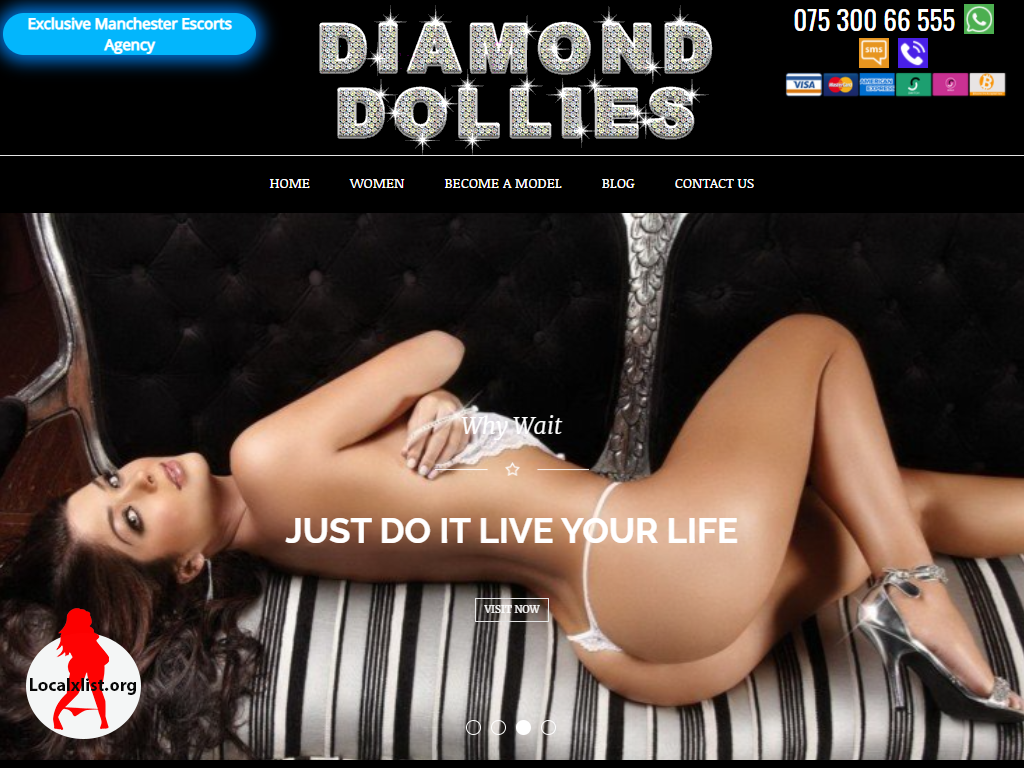 Exclusive Manchester Escorts
Agency
DIAMOND
DOLLIES
075 300 66 555
sms
VISA
MasterCard
AMERICAN
EXPRESS
HOME
WOMEN
BECOME A MODEL
BLOG
CONTACT US
Why Wait
JUST DO IT LIVE YOUR LIFE
VISIT NOW
Localxlist.org